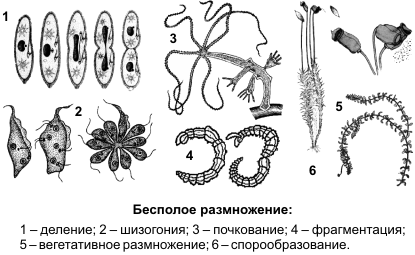 1
2
3
4
5
6
Бесполое размножение:
1 – деление; 2 – шизогония; 3 – почкование; 4 – фрагментация;
5 – вегетативное размножение; 6 – спорообразование.